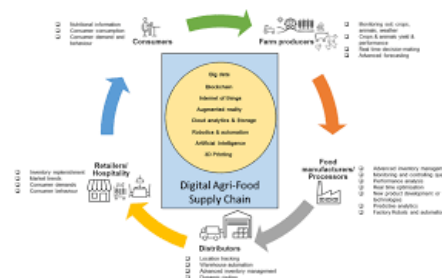 Nutritional information
Consumer consumption
Consumer demand and
behaviour
Consumers
Farm producers
Monitoring soil, crops,
animals, weather
Crops & animals yield &
performance
Real time decision-making
Advanced forecasting
Big data
Blockchain
Internet of things
Augmented reality
Cloud analytics & Storage
Robotics & automation
Artificial intelligence
3D Printing
Digital Agri-Food
Supply Chain
Retailers/
Hospitality
Inventory replenishment
Market trends
Consumer demands
Consumer behaviour
Food
manufacturers/
Processors
Advanced inventory
Monitoring and controlling
Performance analysis
Real time optimization
New product development or
technologies
Predictive analytics
Factory Robots and
Distributors
Location tracking
Warehouse automation
Advanced inventory management